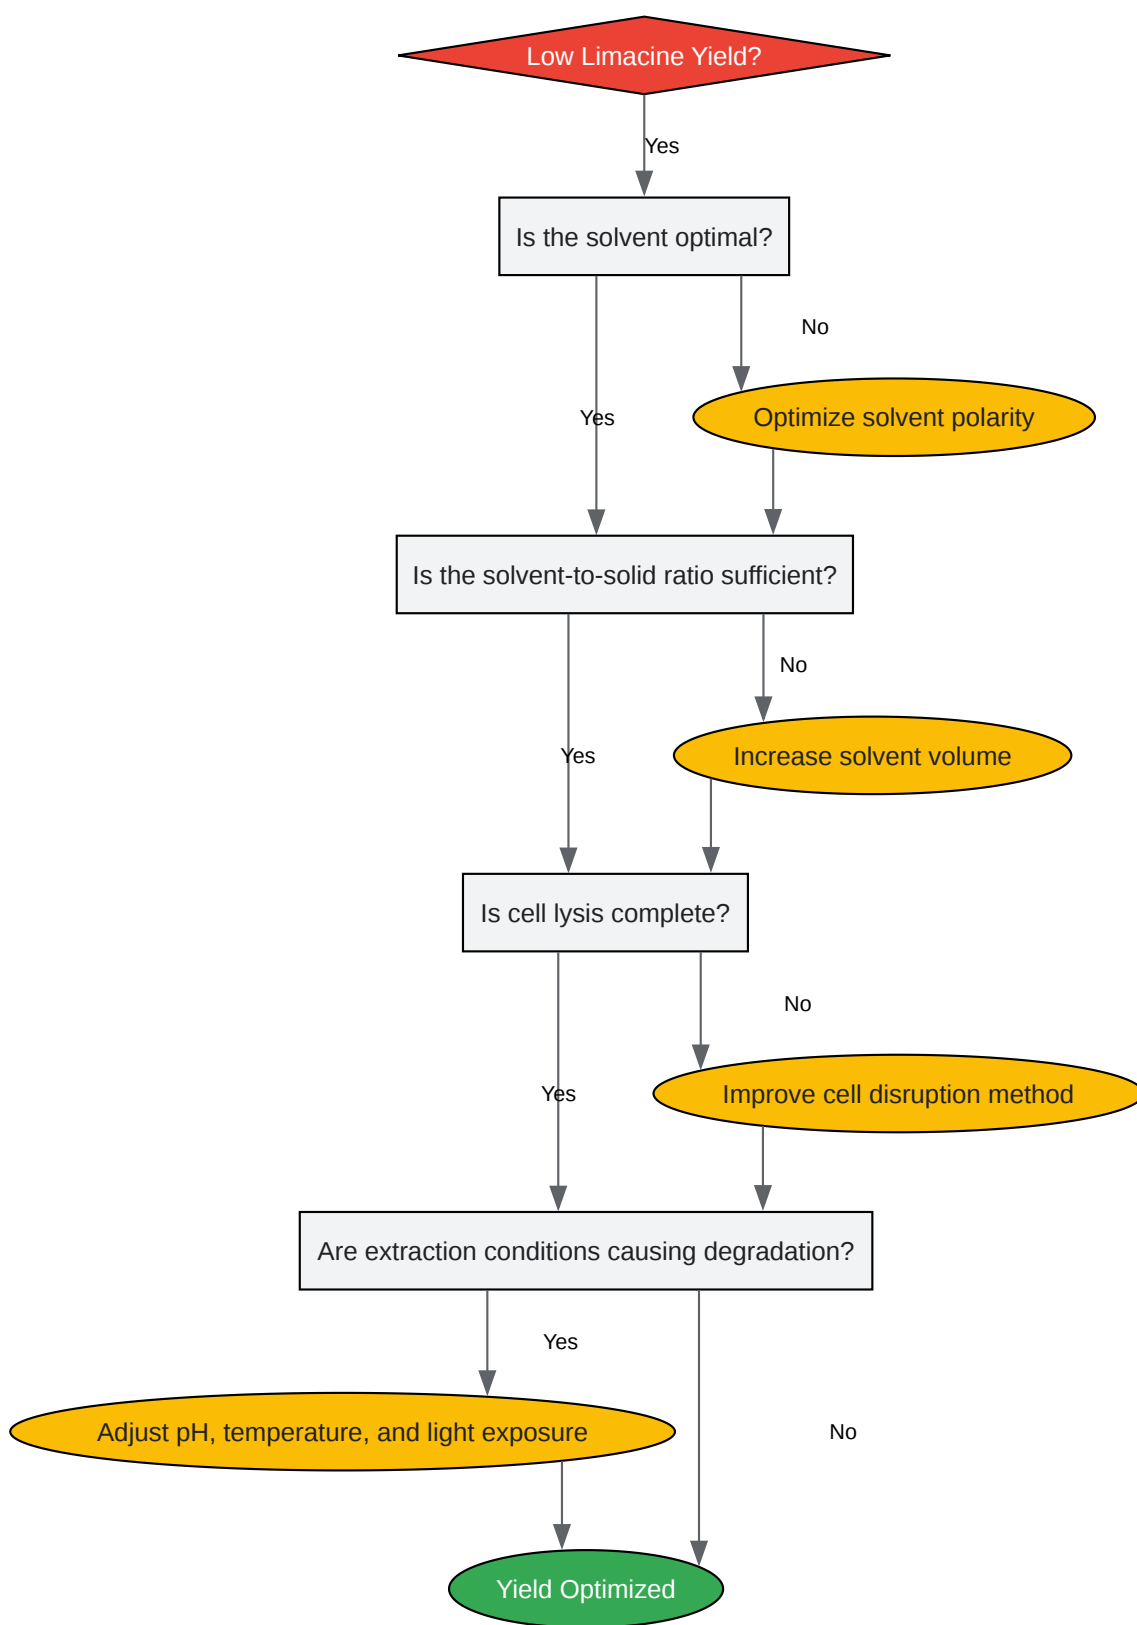 Low Limacine Yield?
Yes
Is the solvent optimal?
No
Yes
Optimize solvent polarity
Is the solvent-to-solid ratio sufficient?
No
Yes
Increase solvent volume
Is cell lysis complete?
No
Yes
Improve cell disruption method
Are extraction conditions causing degradation?
Yes
Adjust pH, temperature, and light exposure
No
Yield Optimized